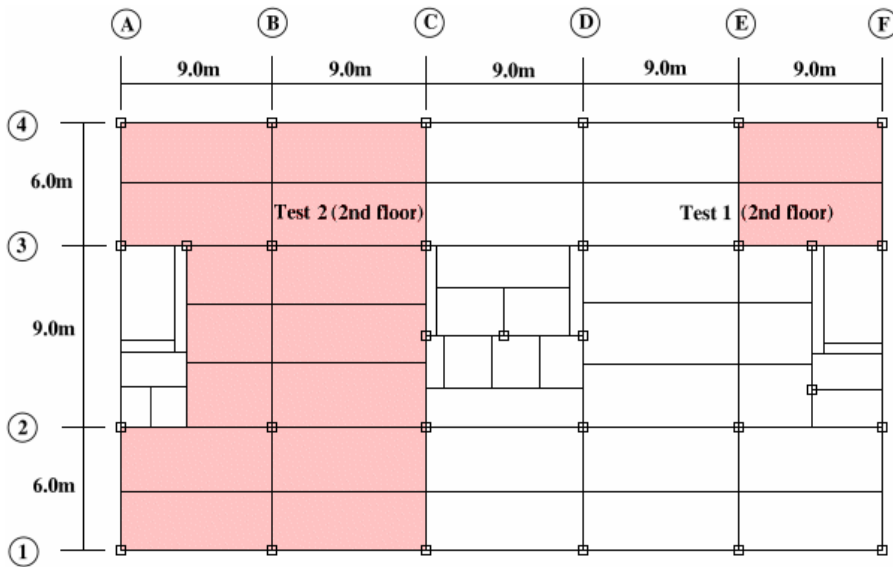 A B C D E F
9.0m 9.0m 9.0m 9.0m 9.0m
4
6.0m
Test 2 (2nd floor) Test 1 (2nd floor)
3
9.0m
2
6.0m
1